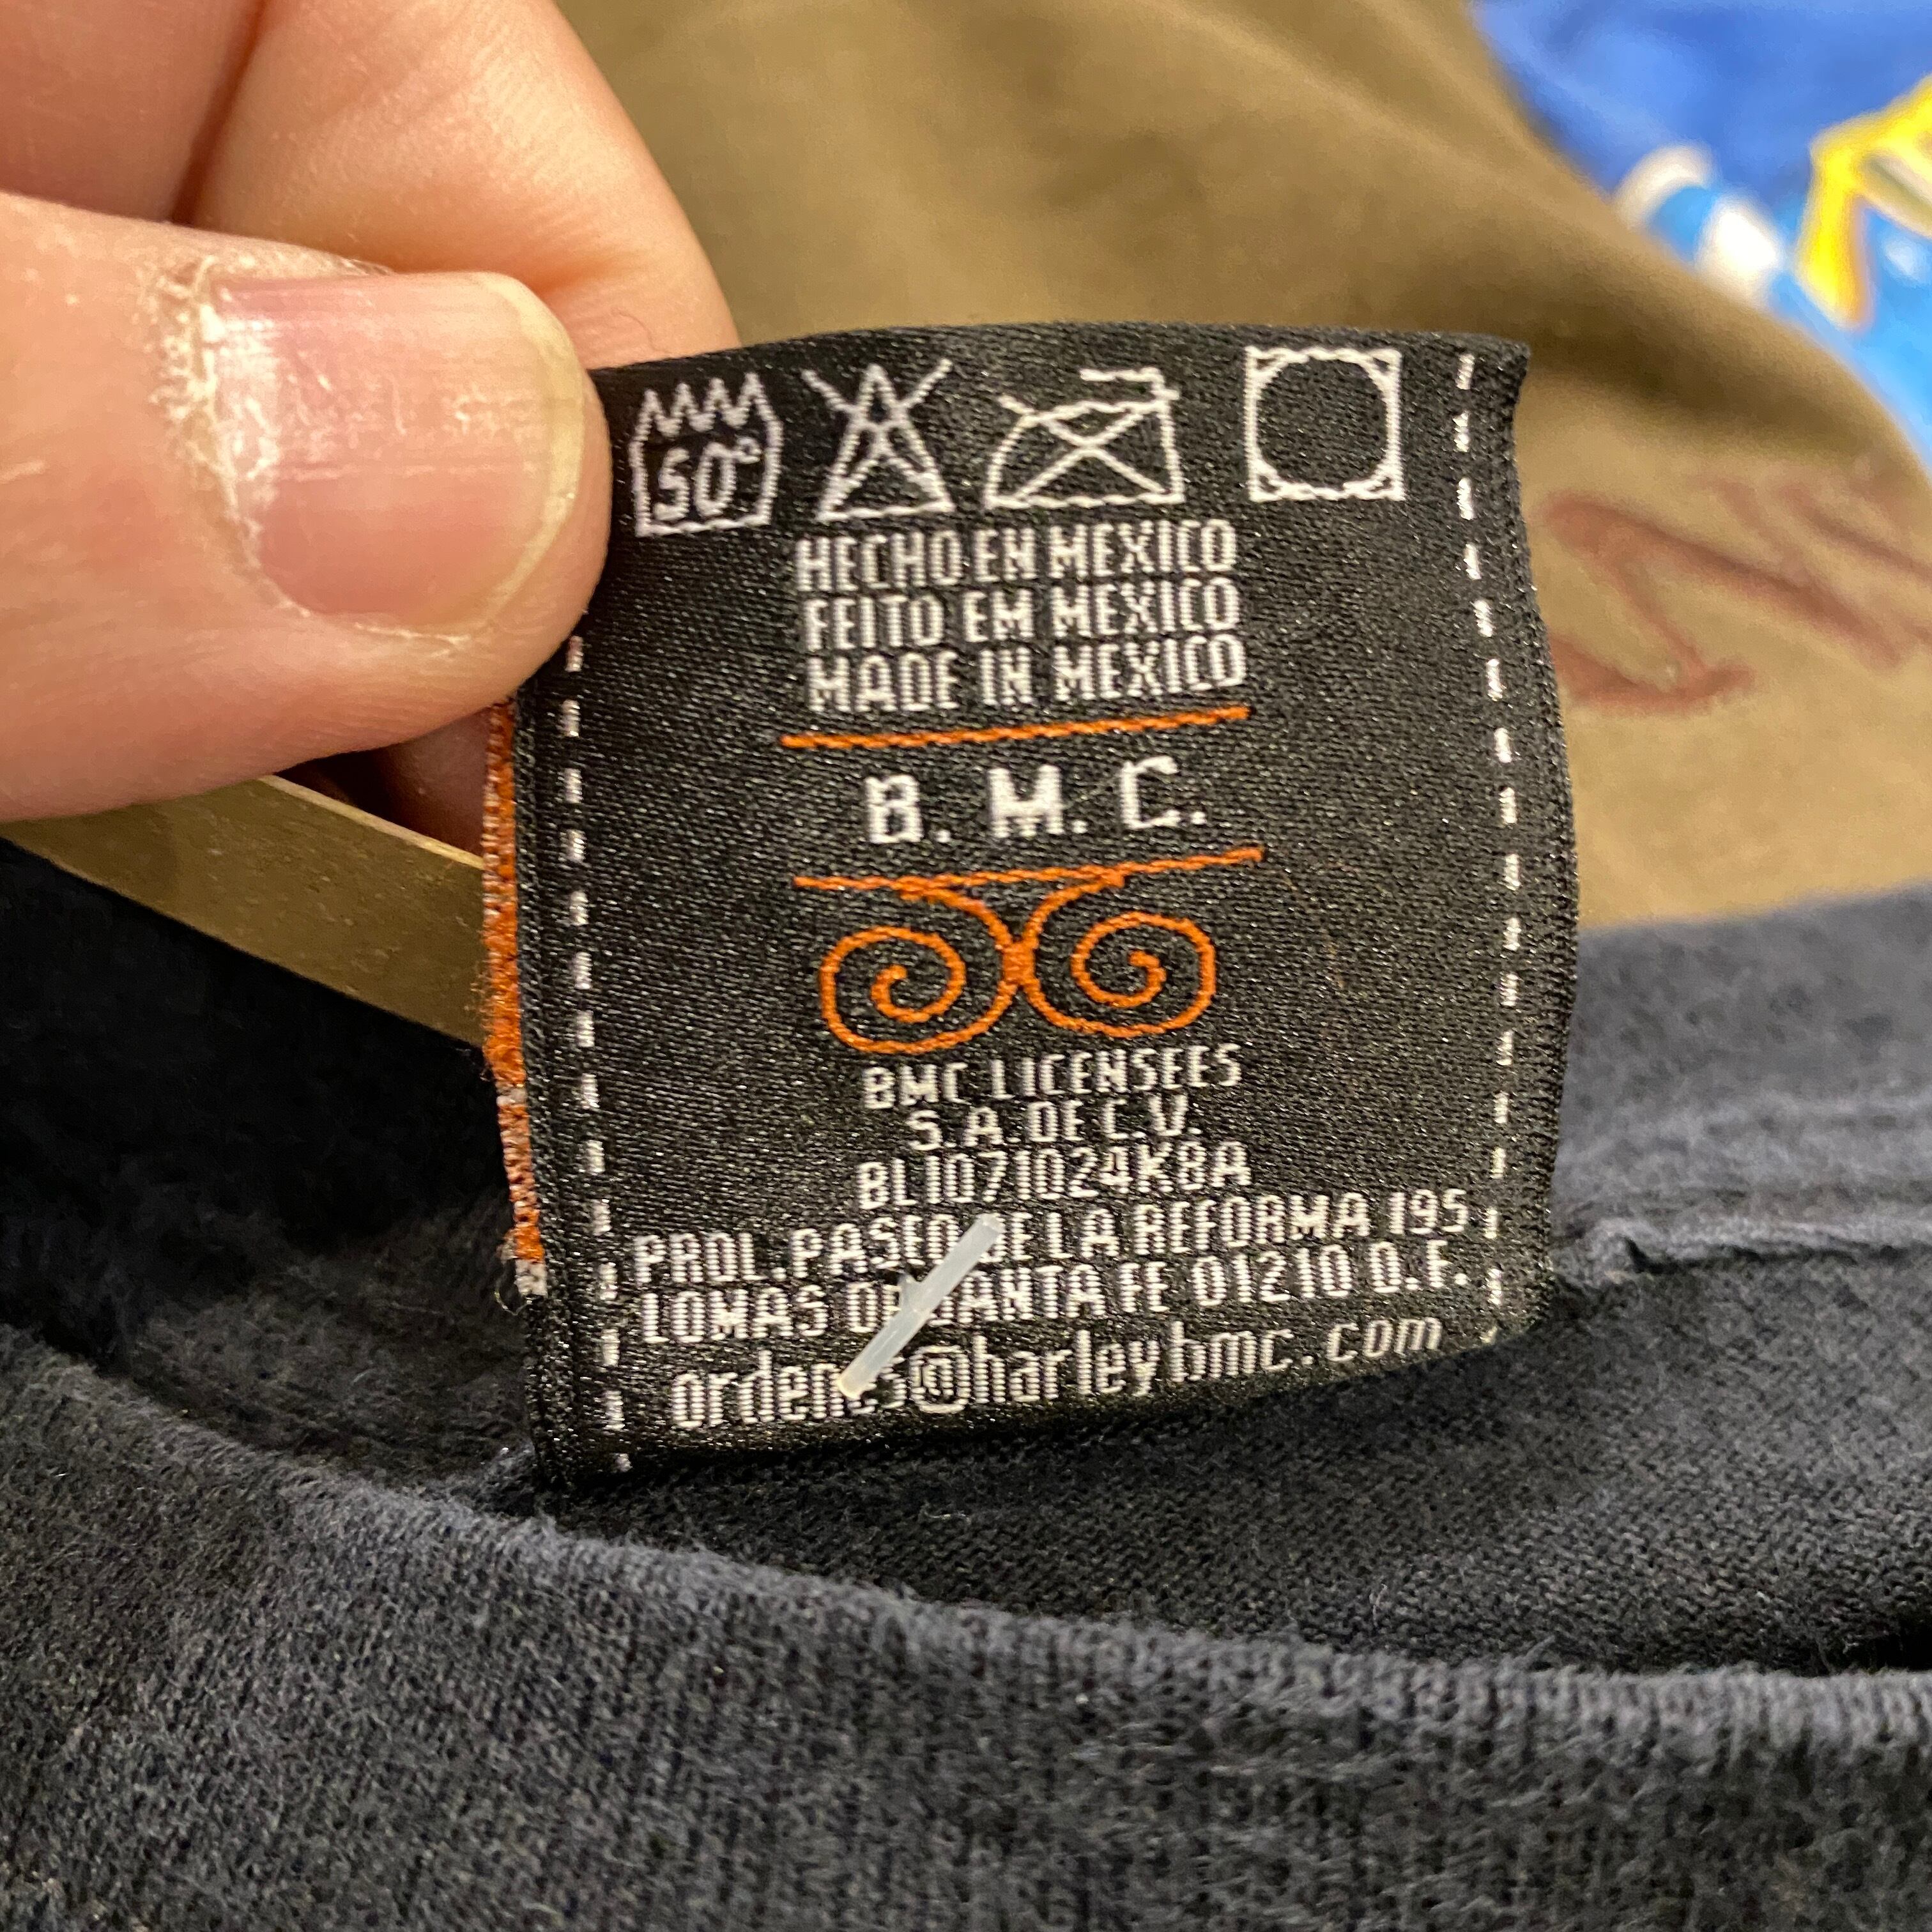 50°
HECHO EN MEXICO
FEITO EM MEXICO
MADE IN MEXICO
B. M. C.
BMC LICENSEES
S.A. DE C.V.
BL1071024K8A
PROL. PASEO DE LA REFORMA 195
LOMAS DE SANTA FE 01210 D.F.
ordenes@harleybmc.com